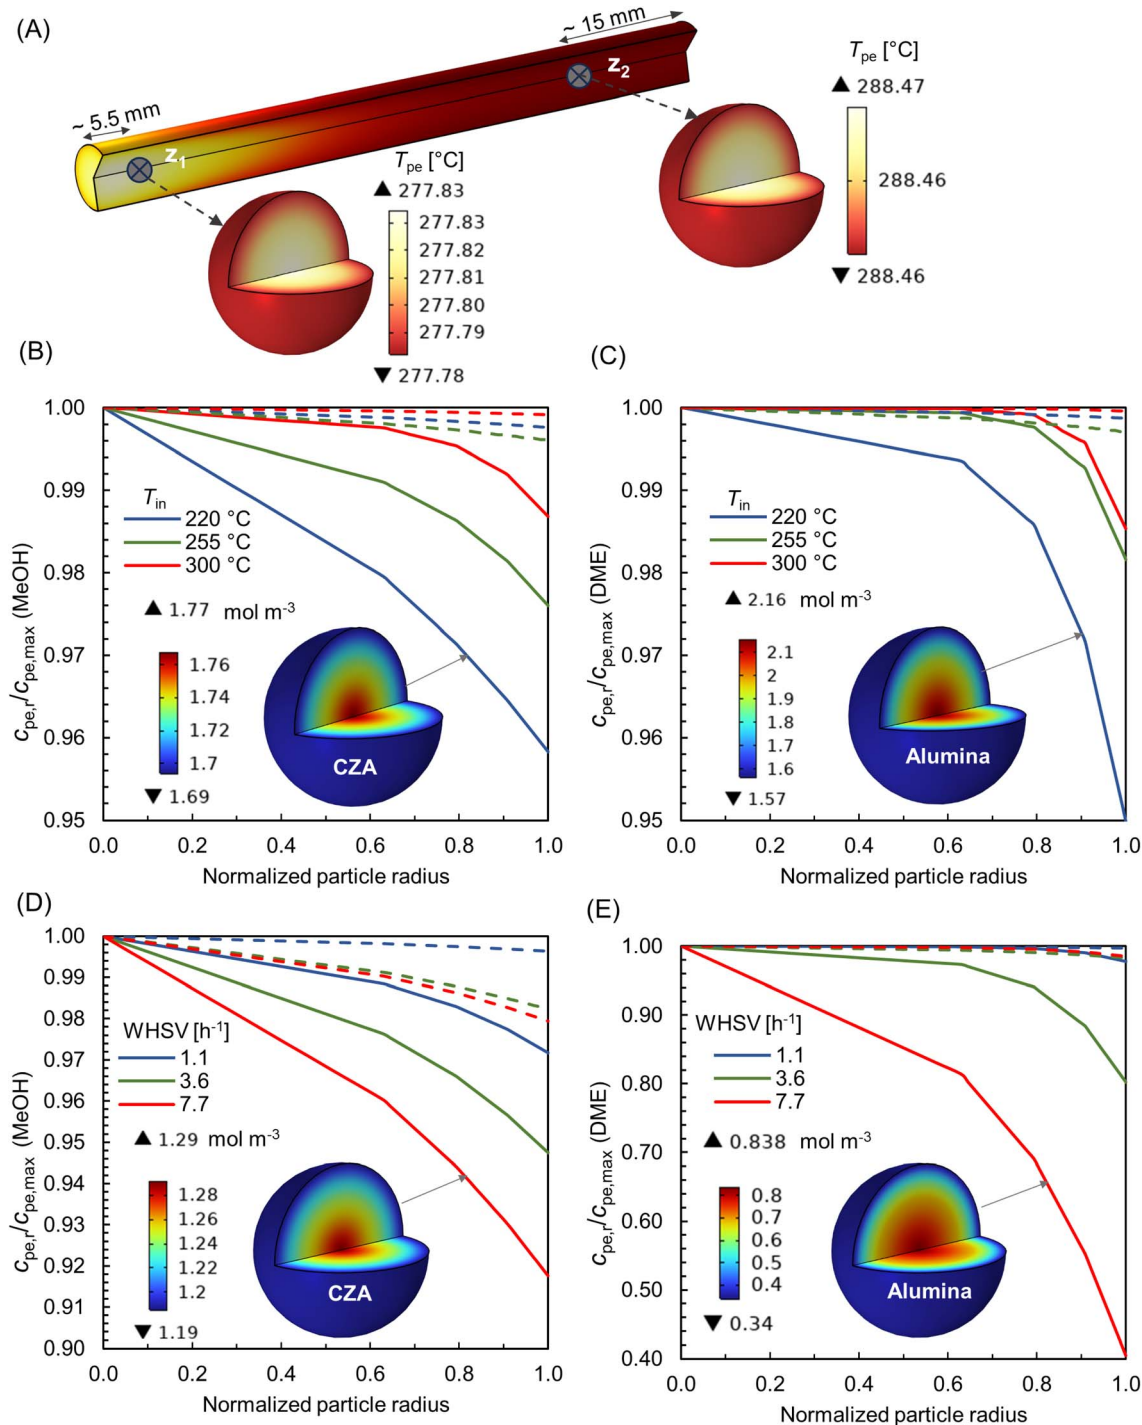 (A)
~ 5.5 mm
~ 15 mm
z1
z2
Tpe [°C]
▲ 277.83
277.83
277.82
277.81
277.80
277.79
▼ 277.78
Tpe [°C]
▲ 288.47
288.46
▼ 288.46
(B)
cpe,r/cpe,max (MeOH)
1.00
0.99
0.98
0.97
0.96
0.95
Tin
220 °C
255 °C
300 °C
▲ 1.77 mol m-3
1.76
1.74
1.72
1.7
▼ 1.69
CZA
0.0 0.2 0.4 0.6 0.8 1.0
Normalized particle radius
(C)
cpe,r/cpe,max (DME)
1.00
0.99
0.98
0.97
0.96
0.95
Tin
220 °C
255 °C
300 °C
▲ 2.16 mol m-3
2.1
2
1.9
1.8
1.7
1.6
▼ 1.57
Alumina
0.0 0.2 0.4 0.6 0.8 1.0
Normalized particle radius
(D)
cpe,r/cpe,max (MeOH)
1.00
0.99
0.98
0.97
0.96
0.95
0.94
0.93
0.92
0.91
0.90
WHSV [h-1]
1.1
3.6
7.7
▲ 1.29 mol m-3
1.28
1.26
1.24
1.22
1.2
▼ 1.19
CZA
0.0 0.2 0.4 0.6 0.8 1.0
Normalized particle radius
(E)
cpe,r/cpe,max (DME)
1.00
0.90
0.80
0.70
0.60
0.50
0.40
WHSV [h-1]
1.1
3.6
7.7
▲ 0.838 mol m-3
0.8
0.7
0.6
0.5
0.4
▼ 0.34
Alumina
0.0 0.2 0.4 0.6 0.8 1.0
Normalized particle radius